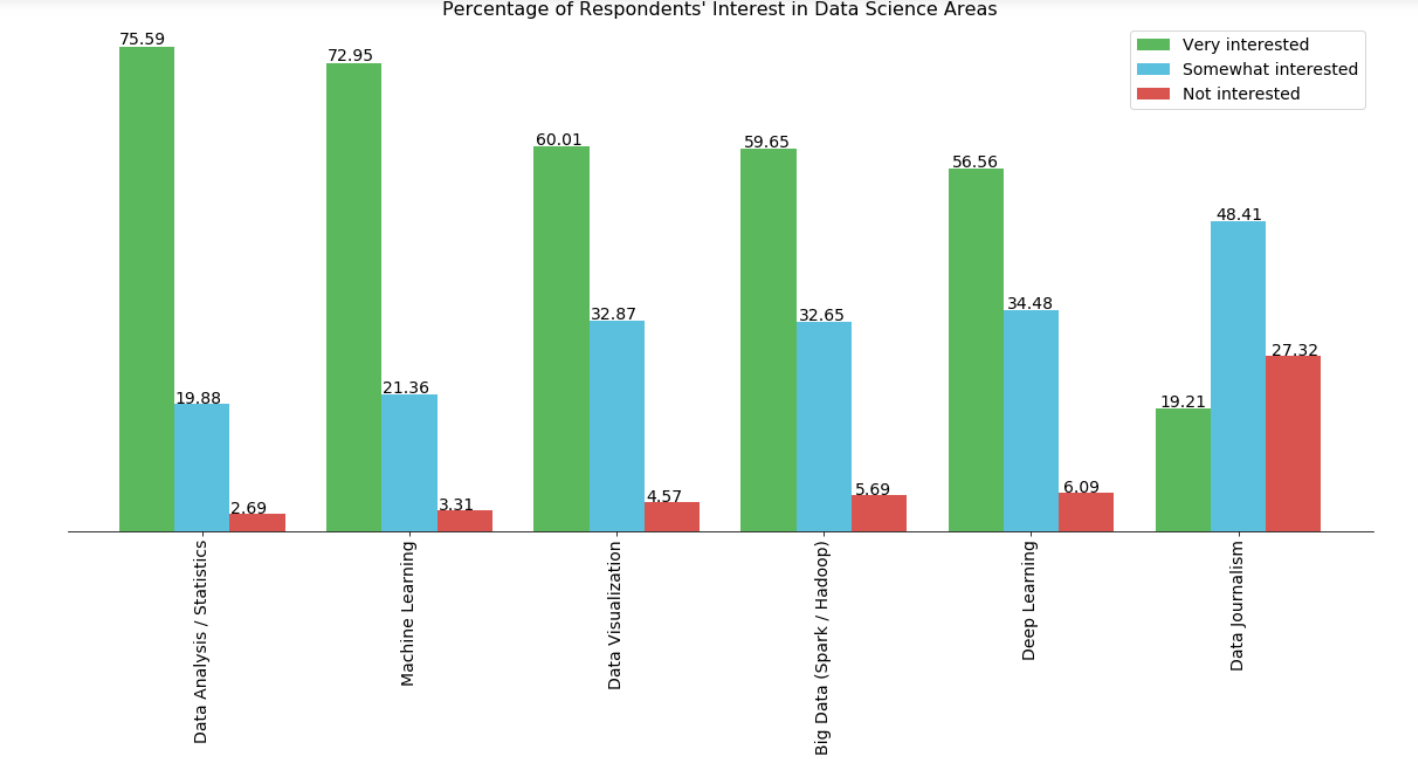 Percentage of Respondents' Interest in Data Science Areas
Very interested
Somewhat interested
Not interested
75.59
19.88
2.69
72.95
21.36
3.31
60.01
32.87
4.57
59.65
32.65
5.69
56.56
34.48
6.09
19.21
48.41
27.32
Data Analysis / Statistics
Machine Learning
Data Visualization
Big Data (Spark / Hadoop)
Deep Learning
Data Journalism